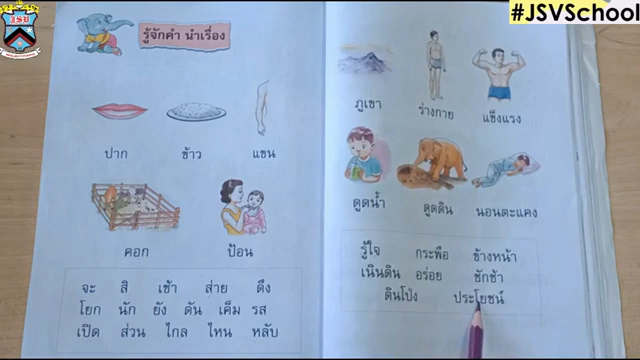 #JSVSchool
JSV
รู้จักคำ นำเรื่อง
ปาก ข้าว แขน
คอก ป้อน
จะ สิ เช้า ส่าย ดึง
โยก นัก ยัง ดัน เค็ม รส
เปิด ส่วน ไกล ไหน หลับ
ภูเขา ร่างกาย แข็งแรง
ดูดน้ำ ดูดดิน นอนตะแคง
รู้ใจ กระพือ ข้างหน้า
เนินดิน อร่อย ชักช้า
ดินโป่ง ประโยชน์